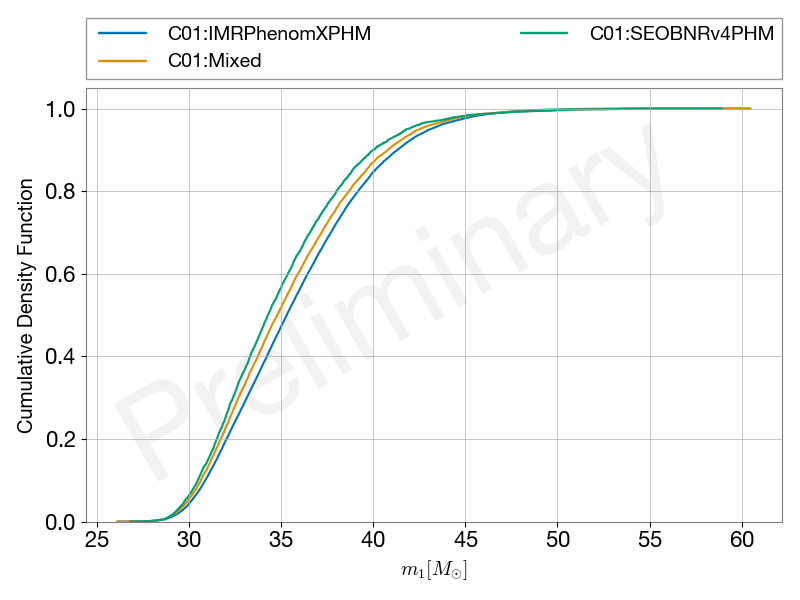 C01:IMRPhenomXPHM
C01:Mixed
C01:SEOBNRv4PHM
1.0
0.8
0.6
0.4
0.2
0.0
Cumulative Density Function
Preliminary
25 30 35 40 45 50 55 60
m₁[M⊙]